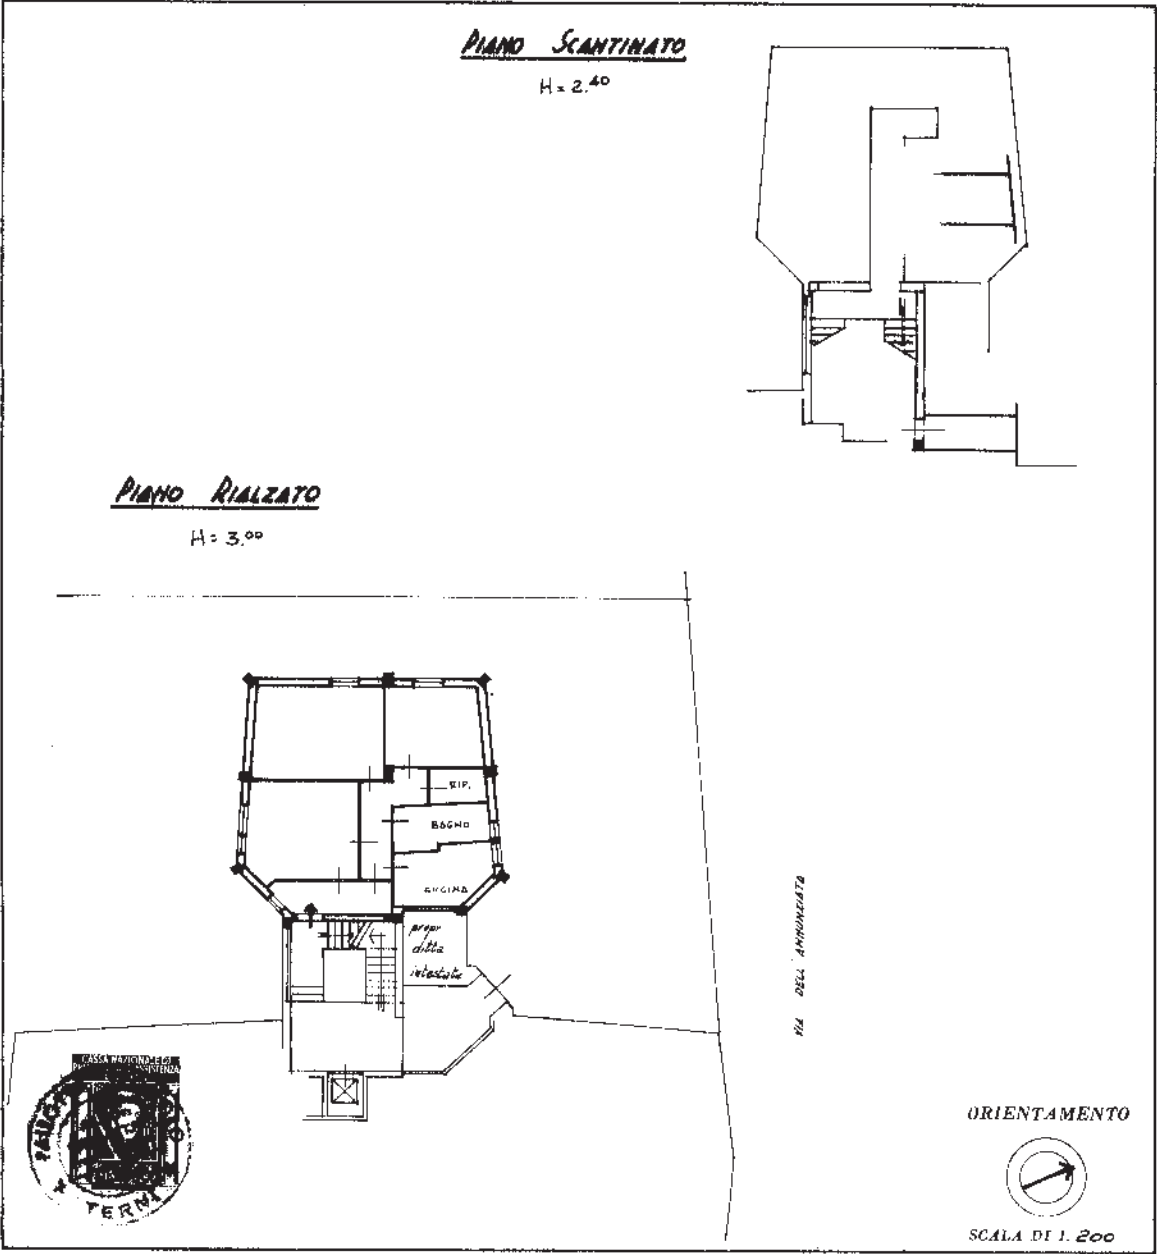 PIANO SCANTINATO
H = 2.40
PIANO RIALZATO
H = 3.00
RIP.
BAGNO
CUCINA
propr
ditta
intestata
VIA DELL'ANNUNZIATA
CASSA NAZIONALE DI
TERNI
ORIENTAMENTO
SCALA DI 1. 200